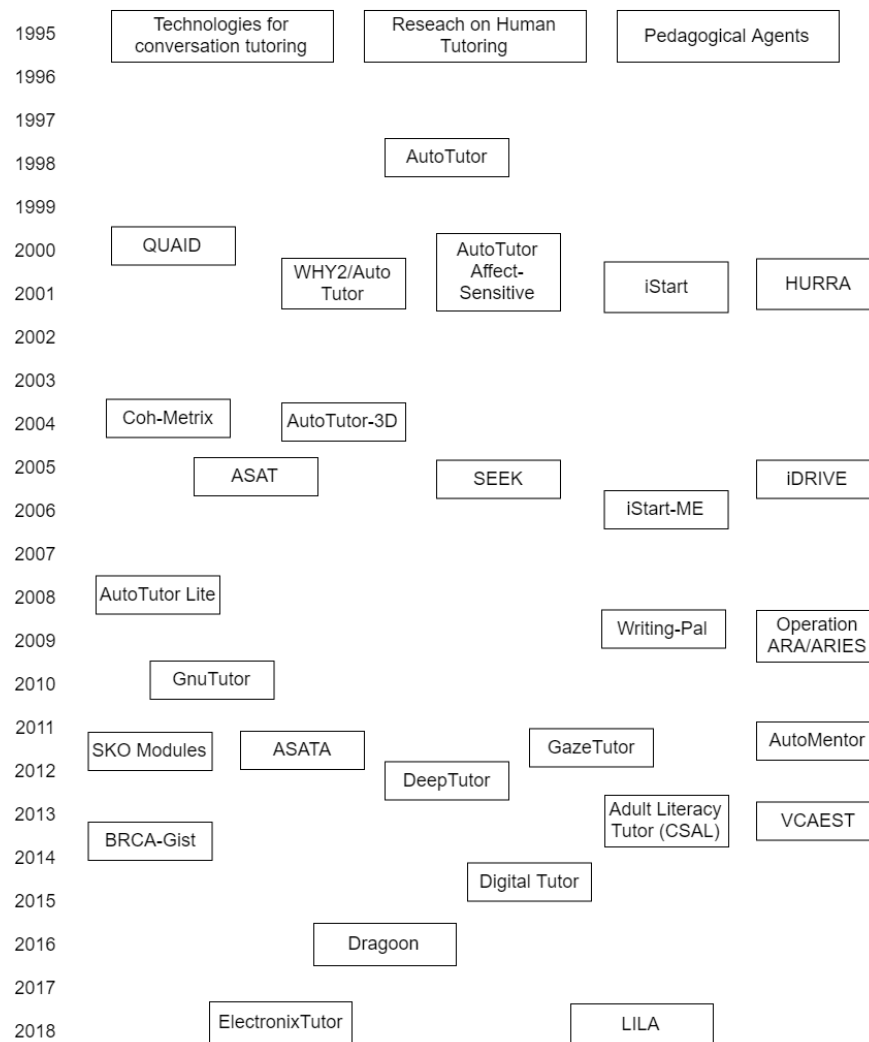 1995
Technologies for
conversation tutoring
Reseach on Human
Tutoring
Pedagogical Agents
1996
1997
1998
AutoTutor
1999
2000
QUAID
AutoTutor
Affect-
Sensitive
2001
WHY2/Auto
Tutor
iStart
HURRA
2002
2003
2004
Coh-Metrix
AutoTutor-3D
2005
ASAT
SEEK
iDRIVE
2006
iStart-ME
2007
2008
AutoTutor Lite
2009
Writing-Pal
Operation
ARA/ARIES
2010
GnuTutor
2011
SKO Modules
ASATA
GazeTutor
AutoMentor
2012
DeepTutor
2013
Adult Literacy
Tutor (CSAL)
VCAEST
BRCA-Gist
2014
Digital Tutor
2015
2016
Dragoon
2017
2018
ElectronixTutor
LILA